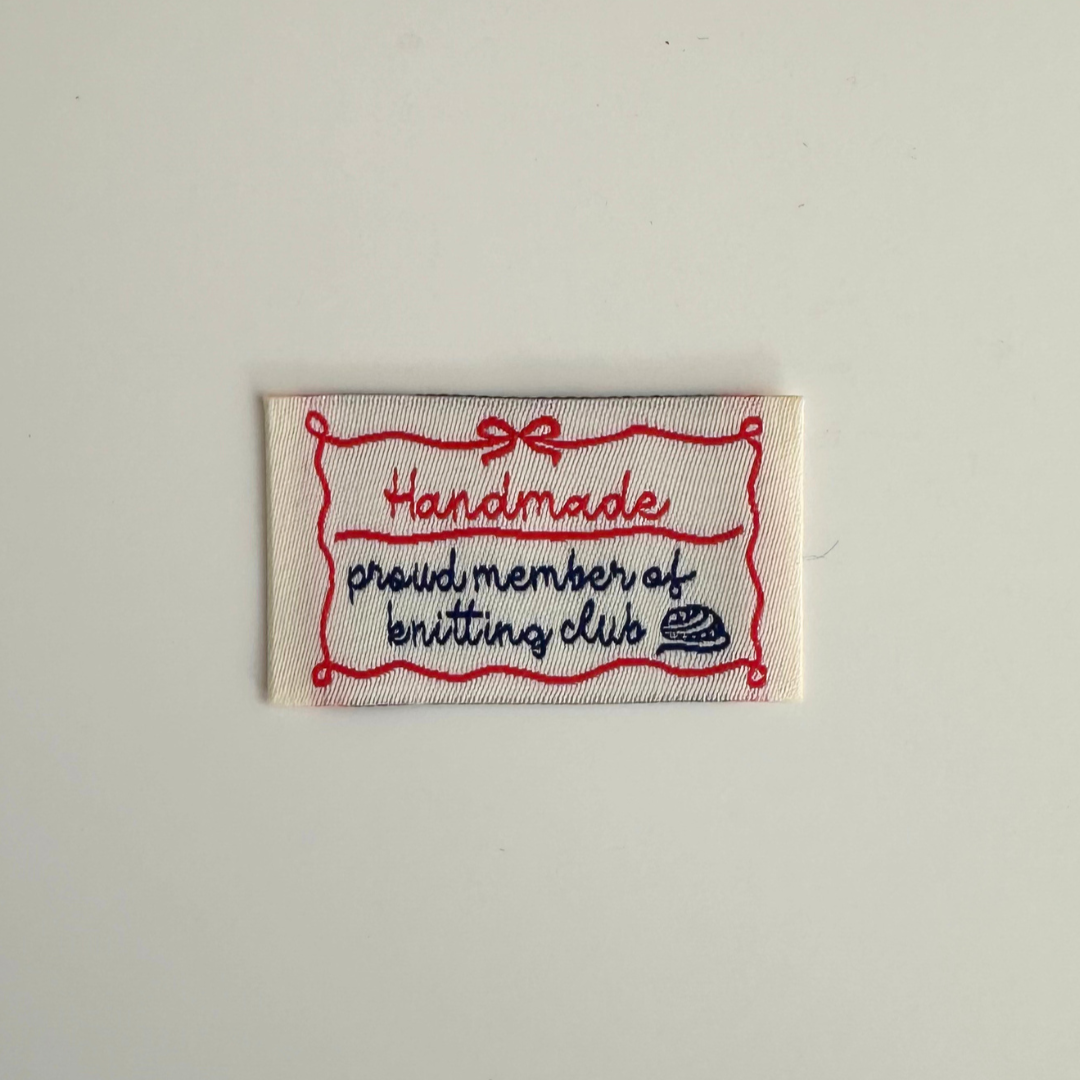 Handmade
proud member of
knitting club